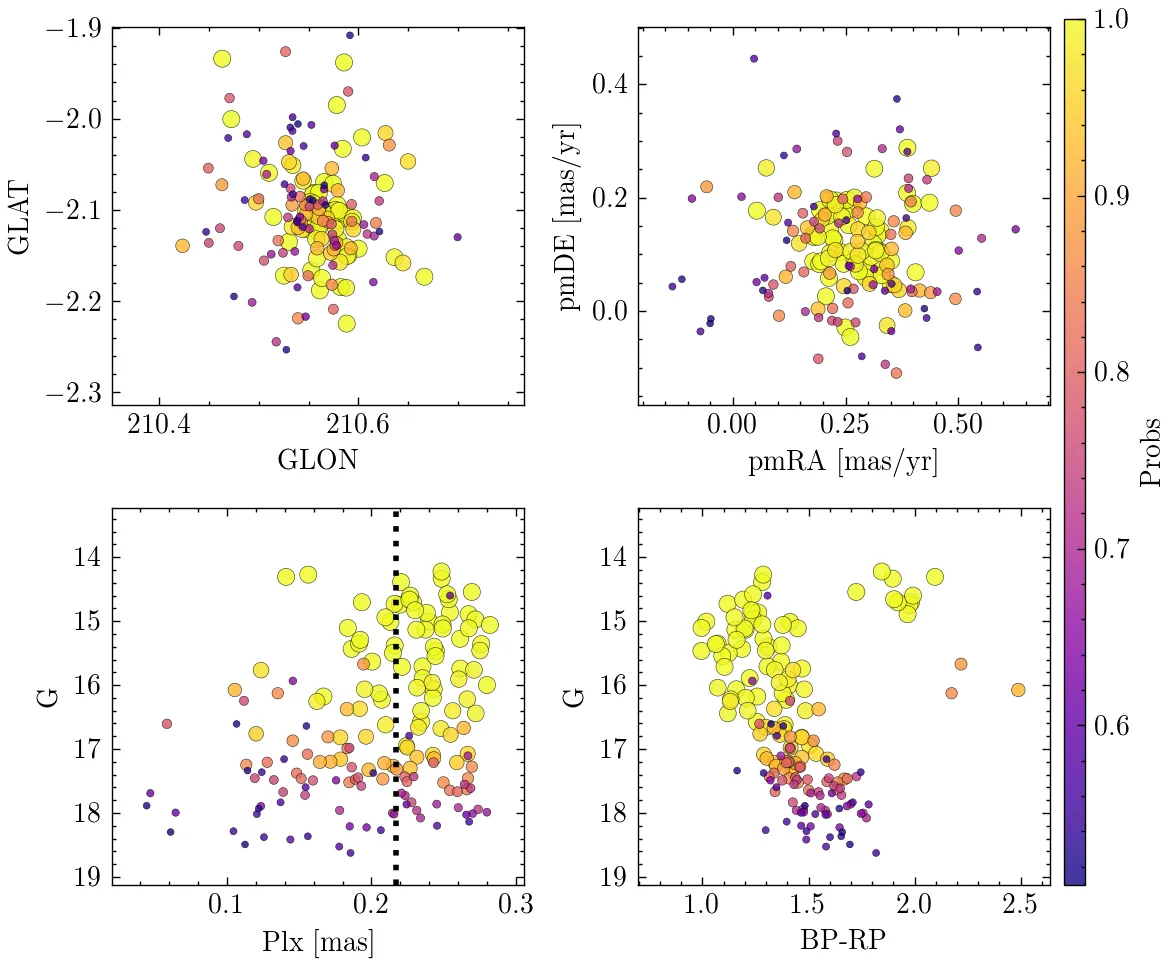 −1.9
−2.0
−2.1
−2.2
−2.3
GLAT
210.4 210.6
GLON
0.4
0.2
0.0
pmDE [mas/yr]
0.00 0.25 0.50
pmRA [mas/yr]
14
15
16
17
18
19
G
0.1 0.2 0.3
Plx [mas]
14
15
16
17
18
19
G
1.0 1.5 2.0 2.5
BP-RP
1.0
0.9
0.8
0.7
0.6
Probs